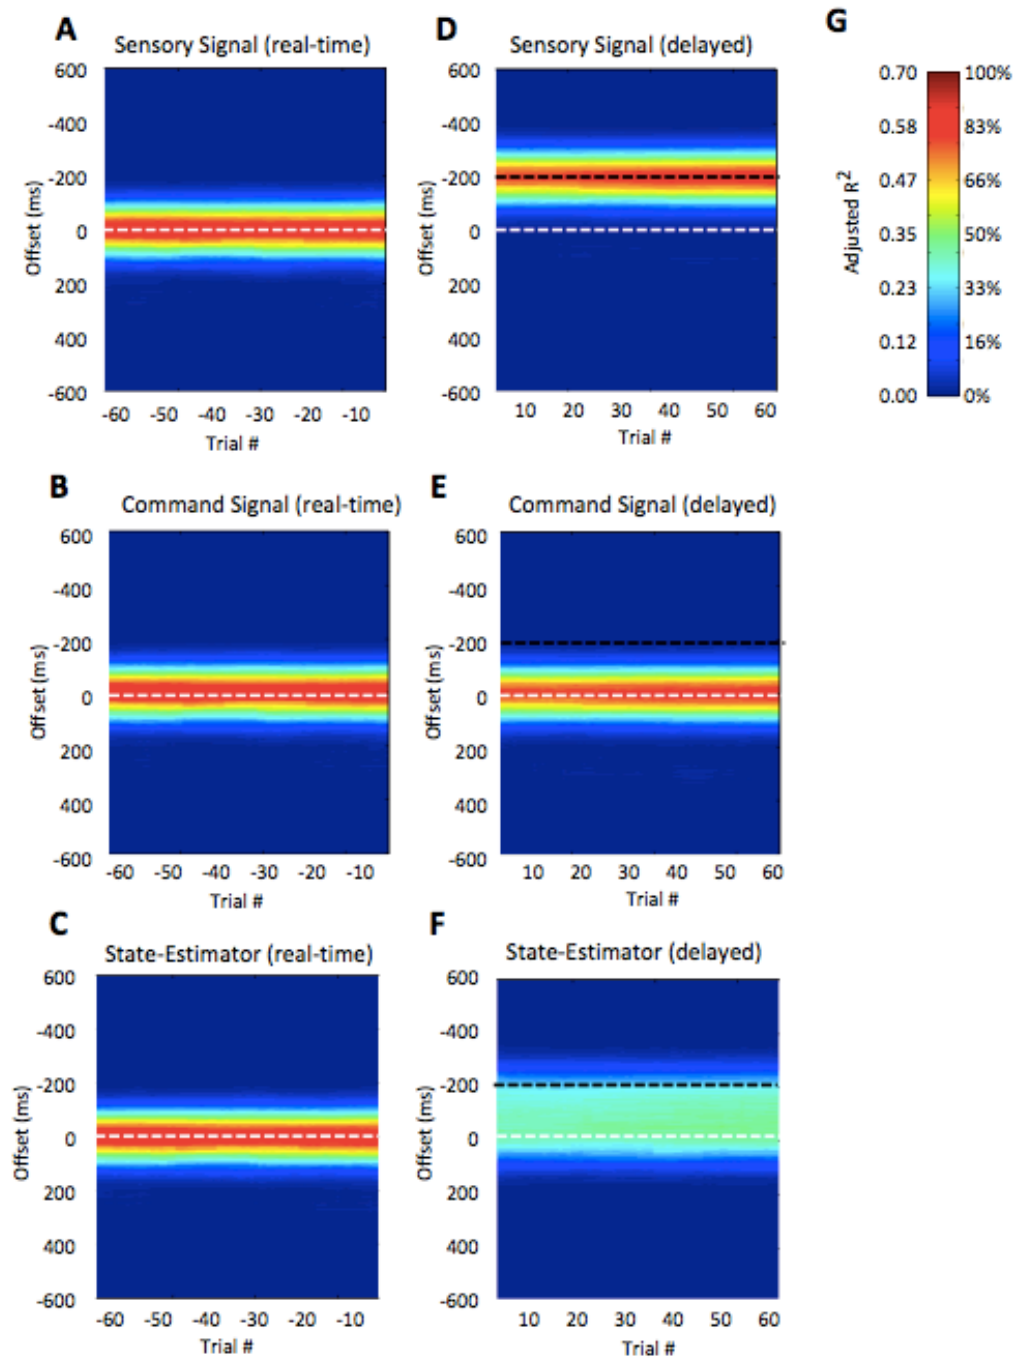 A
Sensory Signal (real-time)
600
-400
-200
0
200
400
-600
Offset (ms)
-60 -50 -40 -30 -20 -10
Trial #
D
Sensory Signal (delayed)
600
-400
-200
0
200
400
-600
Offset (ms)
10 20 30 40 50 60
Trial #
G
0.70 100%
0.58 83%
0.47 66%
0.35 50%
0.23 33%
0.12 16%
0.00 0%
Adjusted R²
B
Command Signal (real-time)
600
-400
-200
0
200
400
-600
Offset (ms)
-60 -50 -40 -30 -20 -10
Trial #
E
Command Signal (delayed)
600
-400
-200
0
200
400
-600
Offset (ms)
10 20 30 40 50 60
Trial #
C
State-Estimator (real-time)
600
-400
-200
0
200
400
-600
Offset (ms)
-60 -50 -40 -30 -20 -10
Trial #
F
State-Estimator (delayed)
600
-400
-200
0
200
400
-600
Offset (ms)
10 20 30 40 50 60
Trial #